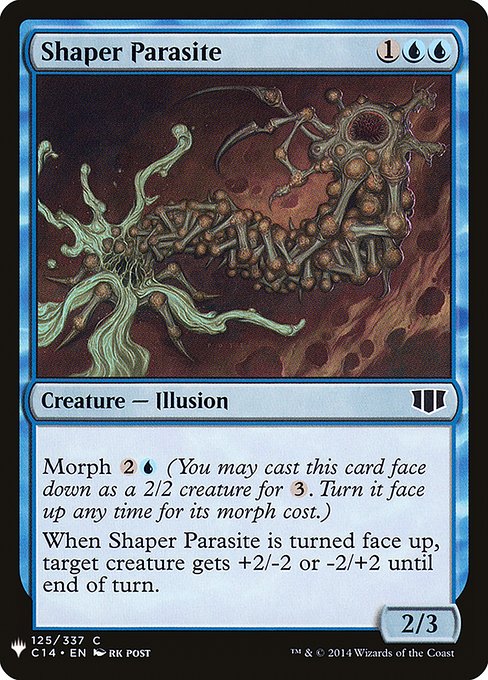 Shaper Parasite 1
Creature — Illusion
Morph 2 (You may cast this card face
down as a 2/2 creature for 3. Turn it face
up any time for its morph cost.)
When Shaper Parasite is turned face up,
target creature gets +2/-2 or -2/+2 until
end of turn.
2/3
125/337 C
C14 • EN RK POST
™ & © 2014 Wizards of the Coast